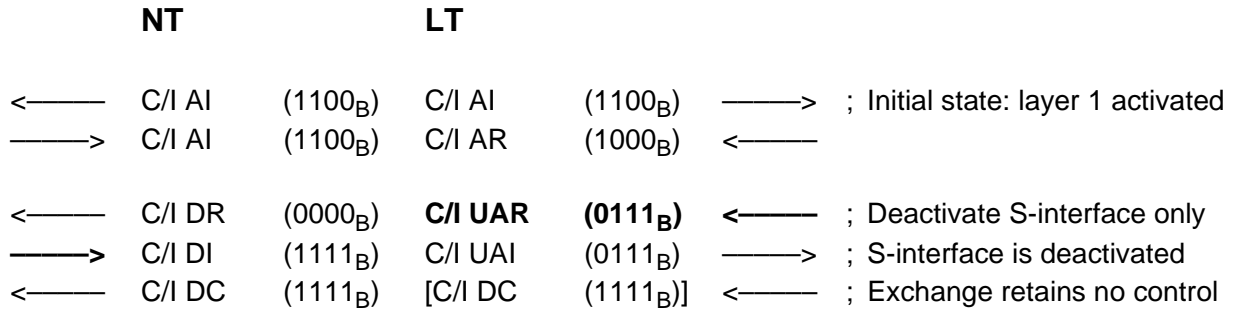 NT LT
<––––– C/I AI (1100B) C/I AI (1100B) –––––> ; Initial state: layer 1 activated
–––––> C/I AI (1100B) C/I AR (1000B) <–––––
<––––– C/I DR (0000B) C/I UAR (0111B) <––––– ; Deactivate S-interface only
–––––> C/I DI (1111B) C/I UAI (0111B) –––––> ; S-interface is deactivated
<––––– C/I DC (1111B) [C/I DC (1111B)] <––––– ; Exchange retains no control